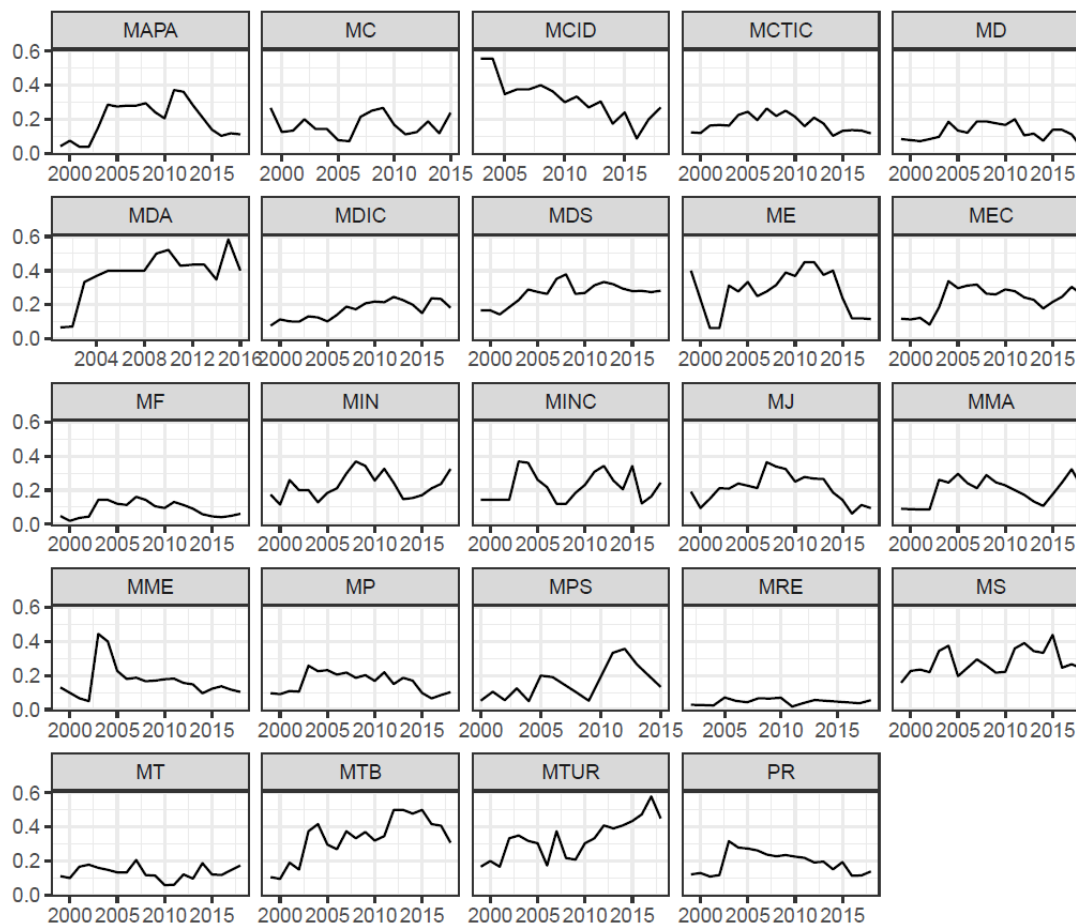 MAPA MC MCID MCTIC MD
0.6
0.4
0.2
0.0
2000 2005 2010 2015 2000 2005 2010 2015 2005 2010 2015 2000 2005 2010 2015 2000 2005 2010 2015
MDA MDIC MDS ME MEC
0.6
0.4
0.2
0.0
2004 2008 2012 2016 2000 2005 2010 2015 2000 2005 2010 2015 2000 2005 2010 2015 2000 2005 2010 2015
MF MIN MINC MJ MMA
0.6
0.4
0.2
0.0
2000 2005 2010 2015 2000 2005 2010 2015 2000 2005 2010 2015 2000 2005 2010 2015 2000 2005 2010 2015
MME MP MPS MRE MS
0.6
0.4
0.2
0.0
2000 2005 2010 2015 2000 2005 2010 2015 2000 2005 2010 2015 2005 2010 2015 2000 2005 2010 2015
MT MTB MTUR PR
0.6
0.4
0.2
0.0
2000 2005 2010 2015 2000 2005 2010 2015 2000 2005 2010 2015 2000 2005 2010 2015